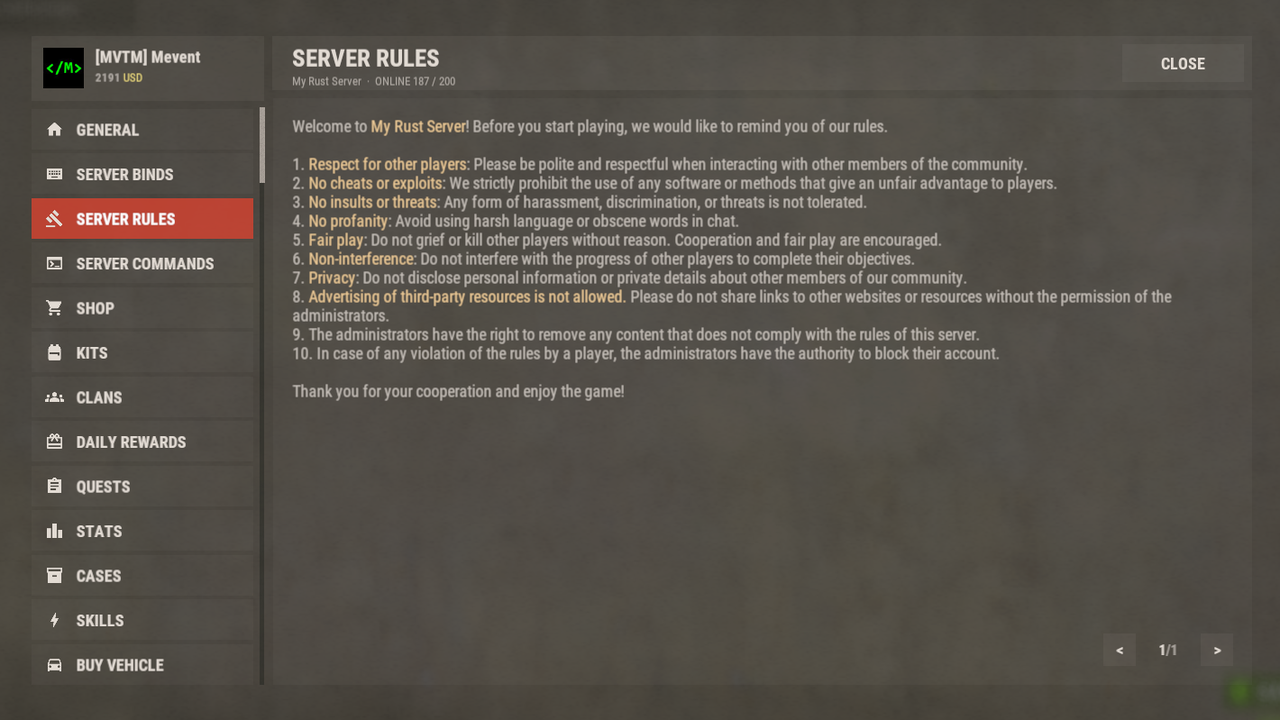 </M>
[MVTM] Mevent
2191 USD
GENERAL
SERVER BINDS
SERVER RULES
SERVER COMMANDS
SHOP
KITS
CLANS
DAILY REWARDS
QUESTS
STATS
CASES
SKILLS
BUY VEHICLE
SERVER RULES
My Rust Server · ONLINE 187 / 200
CLOSE
Welcome to My Rust Server! Before you start playing, we would like to remind you of our rules.
1. Respect for other players: Please be polite and respectful when interacting with other members of the community.
2. No cheats or exploits: We strictly prohibit the use of any software or methods that give an unfair advantage to players.
3. No insults or threats: Any form of harassment, discrimination, or threats is not tolerated.
4. No profanity: Avoid using harsh language or obscene words in chat.
5. Fair play: Do not grief or kill other players without reason. Cooperation and fair play are encouraged.
6. Non-interference: Do not interfere with the progress of other players to complete their objectives.
7. Privacy: Do not disclose personal information or private details about other members of our community.
8. Advertising of third-party resources is not allowed. Please do not share links to other websites or resources without the permission of the
administrators.
9. The administrators have the right to remove any content that does not comply with the rules of this server.
10. In case of any violation of the rules by a player, the administrators have the authority to block their account.
Thank you for your cooperation and enjoy the game!
< 1/1 >